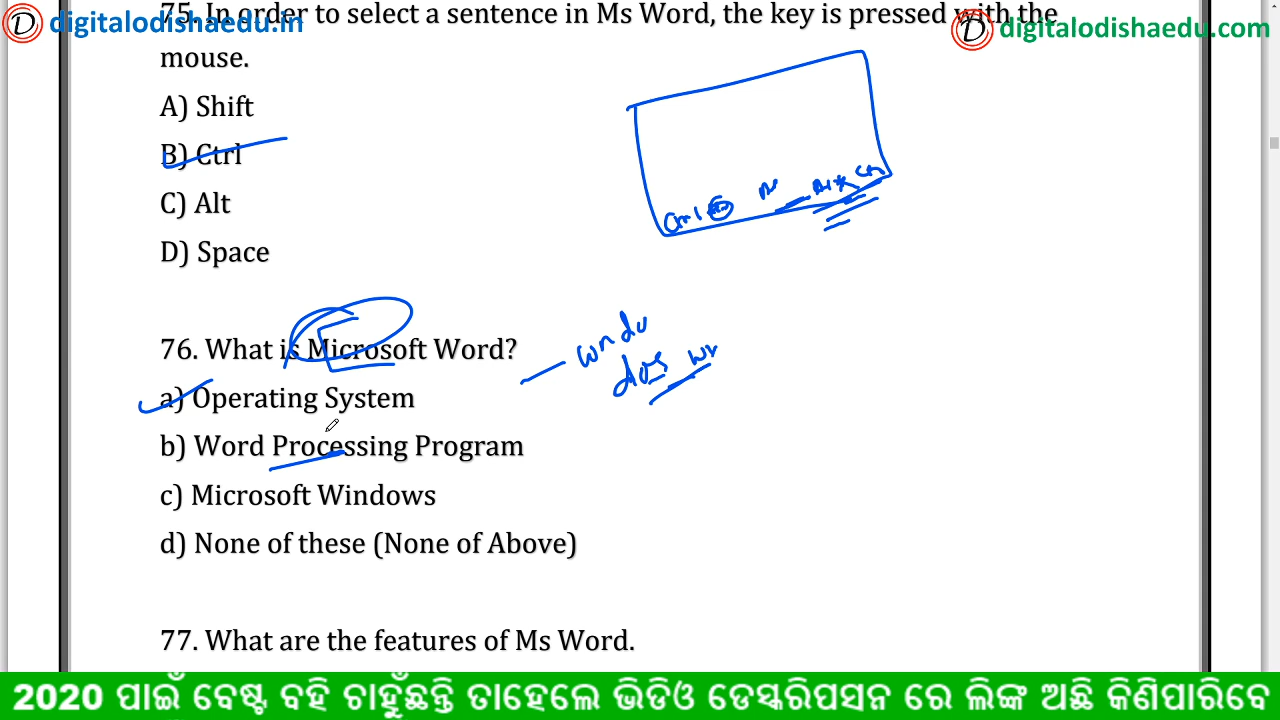 75. In order to select a sentence in Ms Word, the key is pressed with the
digitalodishaedu.in
digitalodishaedu.com
mouse.
A) Shift
B) Ctrl
C) Alt
D) Space
Ctrl
76. What is Microsoft Word?
a) Operating System
dos
b) Word Processing Program
c) Microsoft Windows
d) None of these (None of Above)
77. What are the features of Ms Word.
2020 ପାଇଁ ବେଷ୍ଟ ବହି ଚାହୁଁଛନ୍ତି ତାହେଲେ ଭିଡିଓ ଡେସ୍କରିପସନ ରେ ଲିଙ୍କ ଅଛି କିଣିପାରିବେ